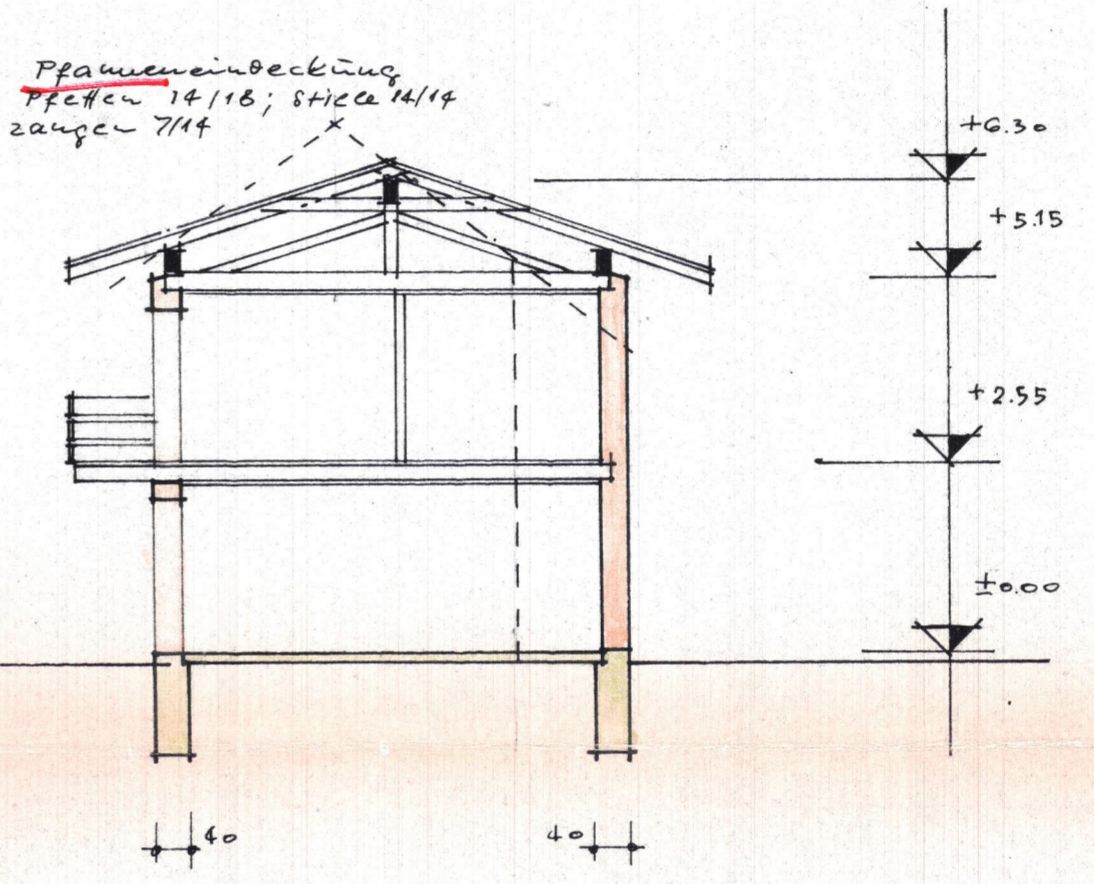 Pfanneneindeckung
Pfetten 14/18; Stiele 14/14
zangen 7/14
+6.30
+5.15
+2.55
±0.00
40
40